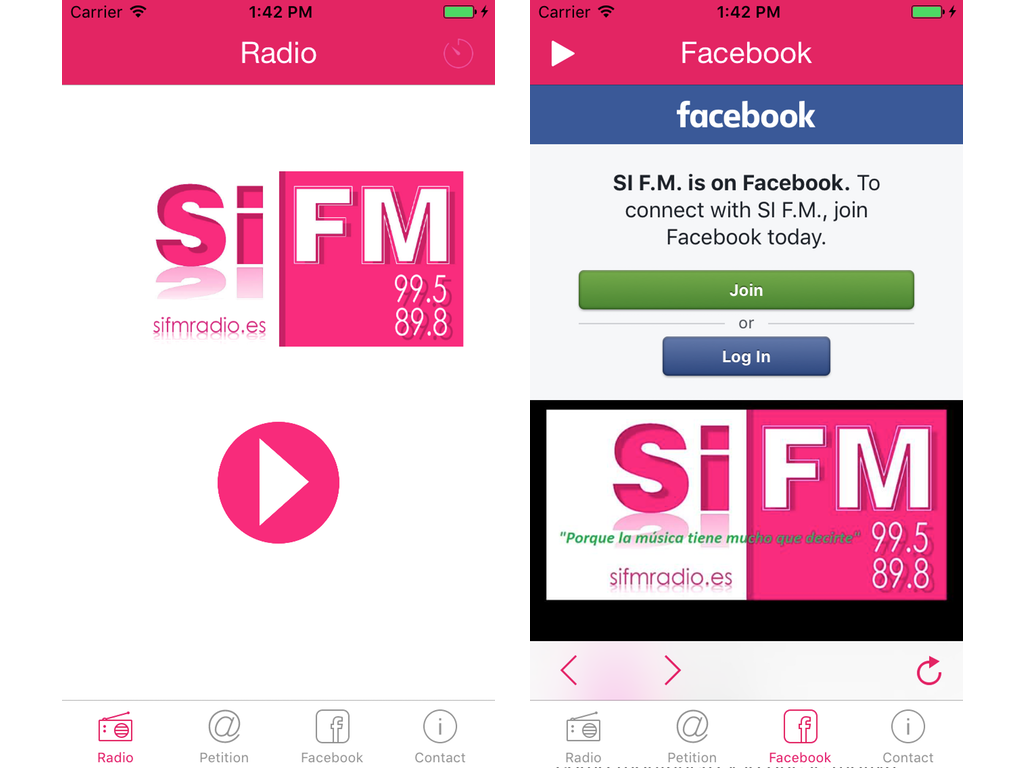 Carrier 1:42 PM
Radio
Si FM
99.5
89.8
sifmradio.es
Radio Petition Facebook Contact
Carrier 1:42 PM
Facebook
facebook
SI F.M. is on Facebook. To
connect with SI F.M., join
Facebook today.
Join
or
Log In
Si FM
"Porque la música tiene mucho que decirte"
99.5
89.8
sifmradio.es
Radio Petition Facebook Contact